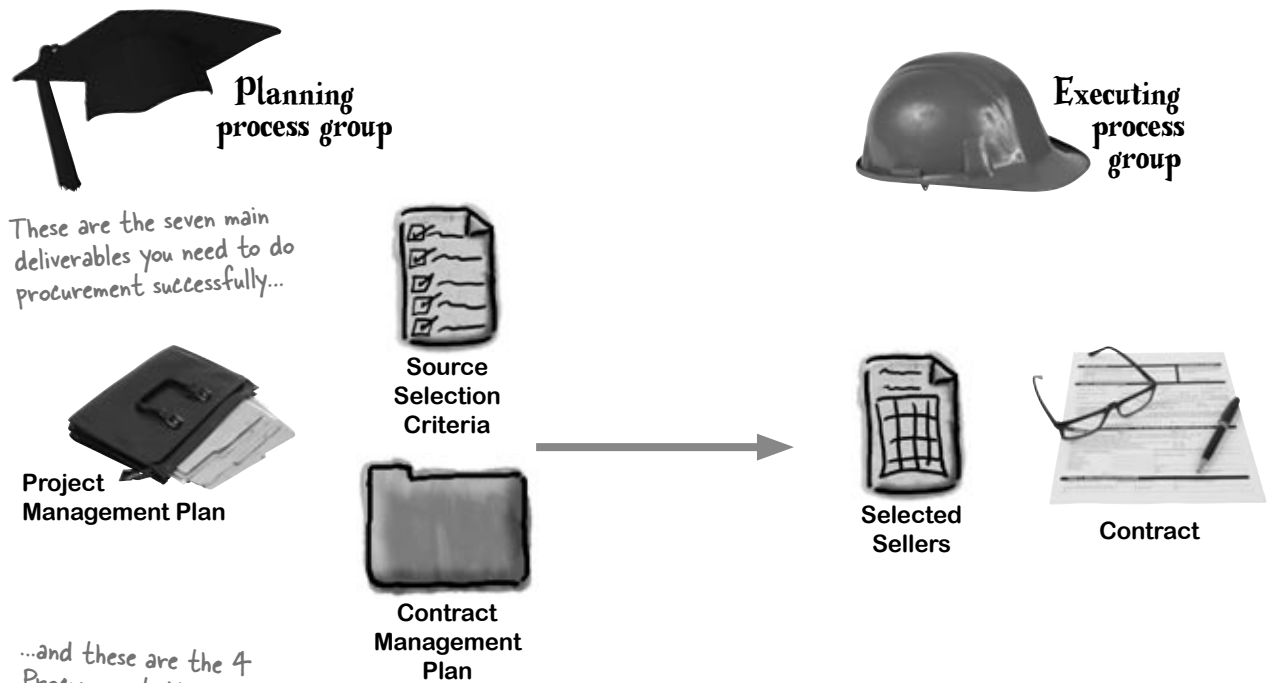 Planning
process group
Executing
process
group
These are the seven main
deliverables you need to do
procurement successfully...
Source
Selection
Criteria
Project
Management Plan
Selected
Sellers
Contract
Contract
Management
Plan
...and these are the 4